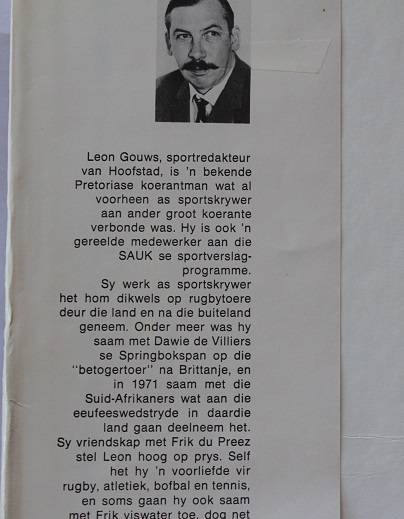 Leon Gouws, sportredakteur
van Hoofstad, is 'n bekende
Pretoriase koerantman wat al
voorheen as sportskrywer
aan ander groot koerante
verbonde was. Hy is ook 'n
gereelde medewerker aan die
SAUK se sportverslag-
programme.
Sy werk as sportskrywer
het hom dikwels op rugbytoere
deur die land en na die buiteland
geneem. Onder meer was hy
saam met Dawie de Villiers
se Springbokspan op die
"betogertoer" na Brittanje, en
in 1971 saam met die
Suid-Afrikaners wat aan die
eeufeeswedstryde in daardie
land gaan deelneem het.
Sy vriendskap met Frik du Preez
stel Leon hoog op prys. Self
het hy 'n voorliefde vir
rugby, atletiek, bofbal en tennis,
en soms gaan hy ook saam
met Frik viswater toe, dog net